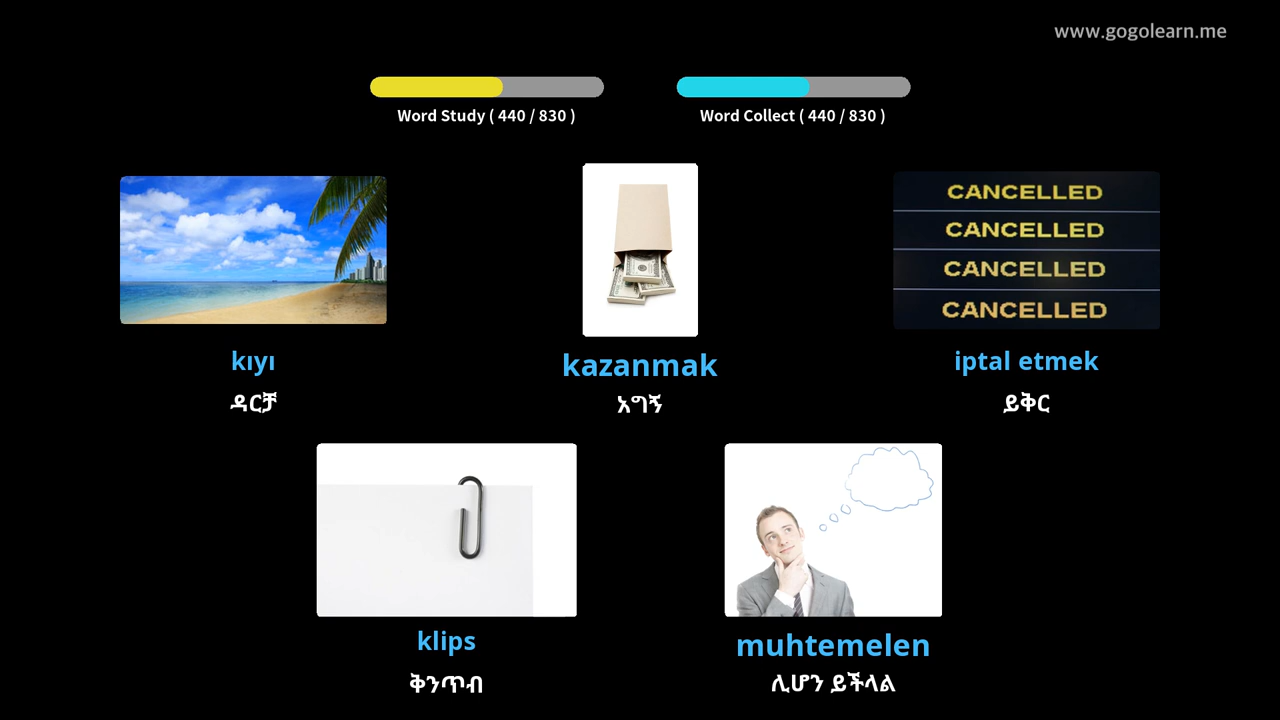 www.gogolearn.me
Word Study ( 440 / 830 )
Word Collect ( 440 / 830 )
CANCELLED
CANCELLED
CANCELLED
CANCELLED
kıyı
ዳርቻ
kazanmak
አግኝ
iptal etmek
ይቅር
klips
ቅንጥብ
muhtemelen
ሊሆን ይችላል